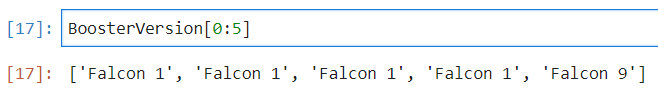 [17]: BoosterVersion[0:5]
[17]: ['Falcon 1', 'Falcon 1', 'Falcon 1', 'Falcon 1', 'Falcon 9']